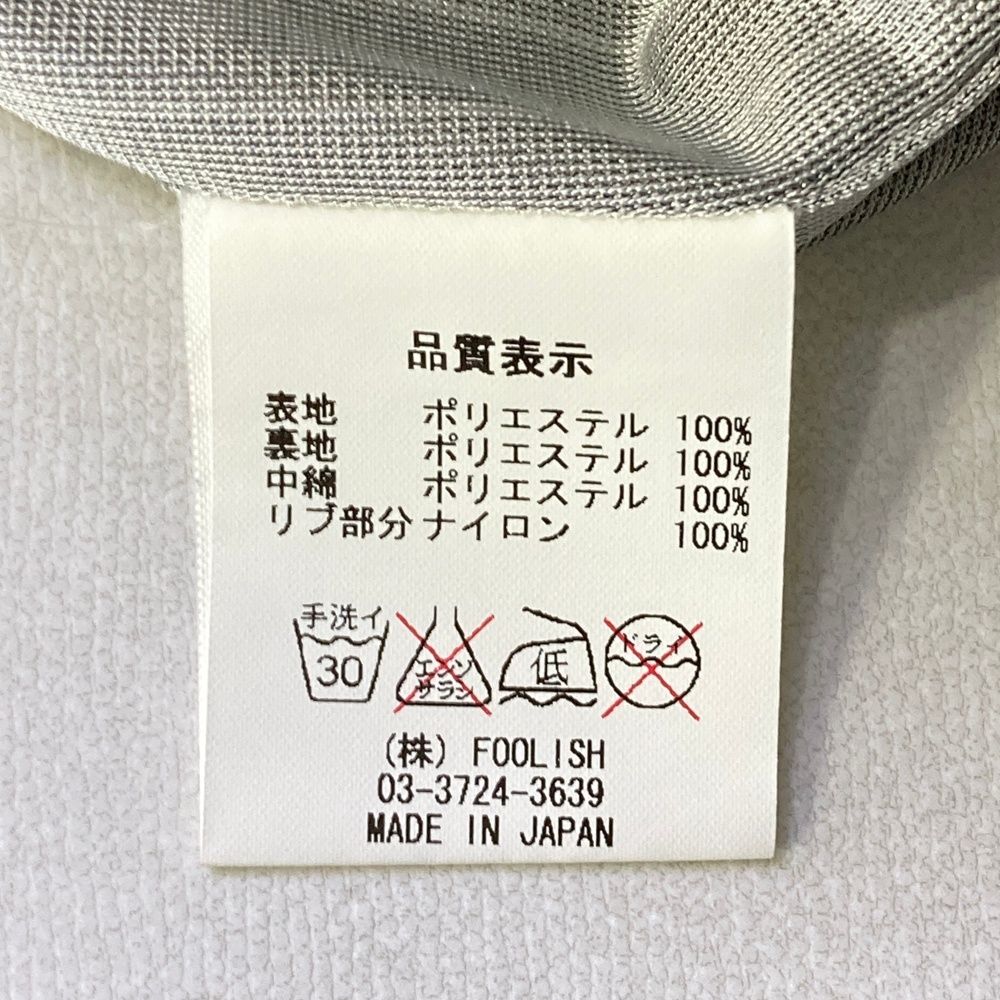 品質表示
表地 ポリエステル 100%
裏地 ポリエステル 100%
中綿 ポリエステル 100%
リブ部分 ナイロン 100%
手洗イ 30 エンソサラシ 低 ドライ
(株) FOOLISH
03-3724-3639
MADE IN JAPAN